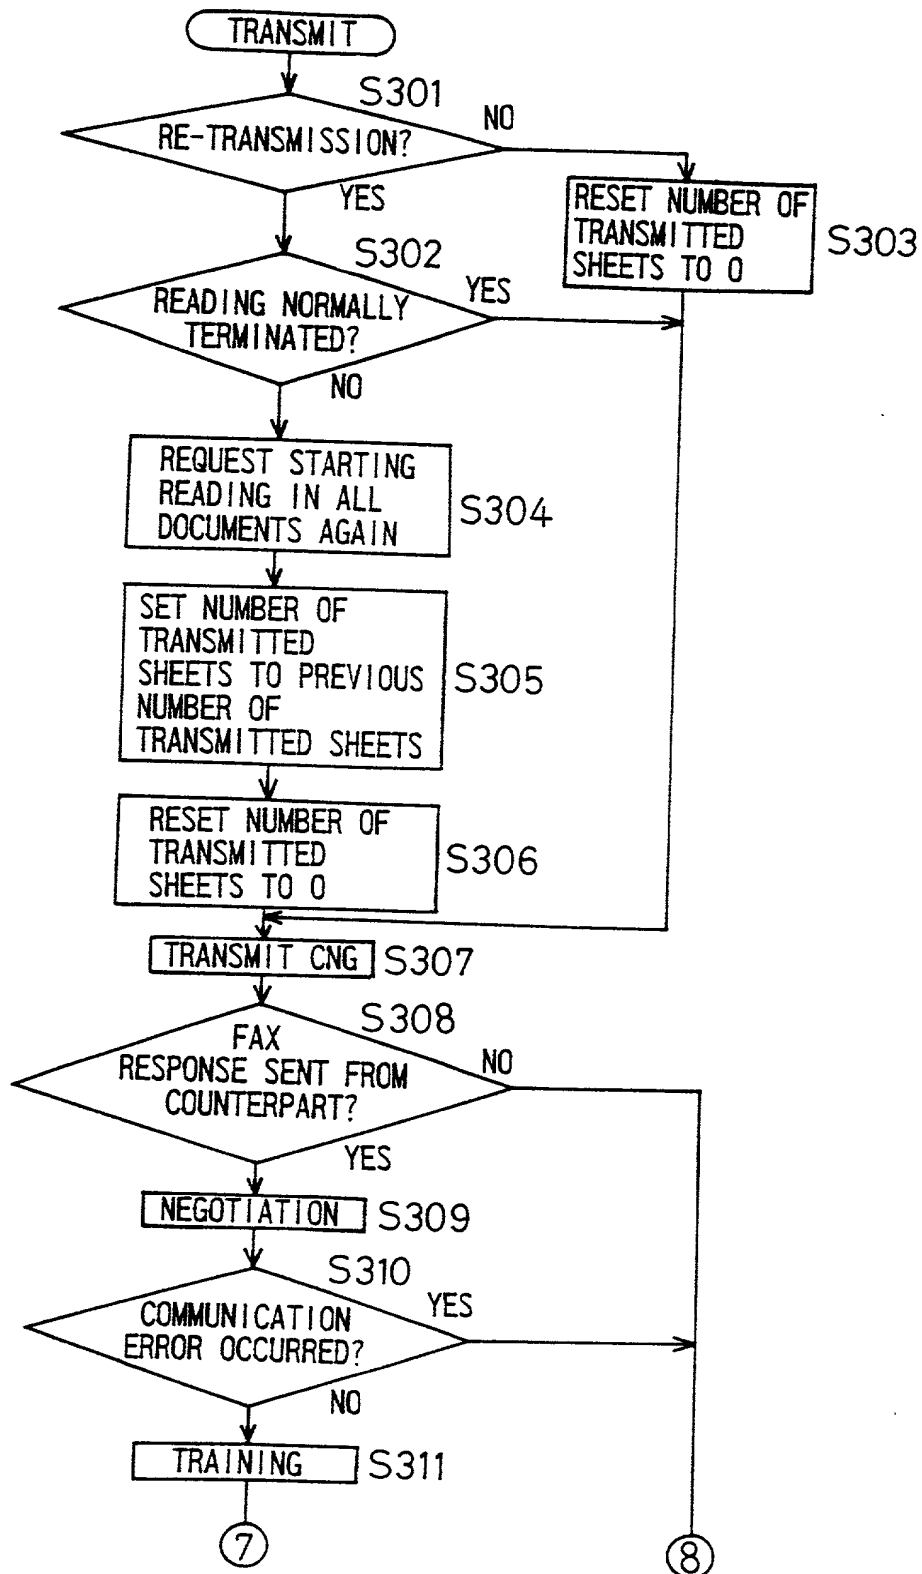 TRANSMIT
S301
RE-TRANSMISSION?
NO
YES
RESET NUMBER OF
TRANSMITTED
SHEETS TO 0
S303
S302
READING NORMALLY
TERMINATED?
YES
NO
REQUEST STARTING
READING IN ALL
DOCUMENTS AGAIN
S304
SET NUMBER OF
TRANSMITTED
SHEETS TO PREVIOUS
NUMBER OF
TRANSMITTED SHEETS
S305
RESET NUMBER OF
TRANSMITTED
SHEETS TO 0
S306
TRANSMIT CNG
S307
S308
FAX
RESPONSE SENT FROM
COUNTERPART?
NO
YES
NEGOTIATION
S309
S310
COMMUNICATION
ERROR OCCURRED?
YES
NO
TRAINING
S311
7
8